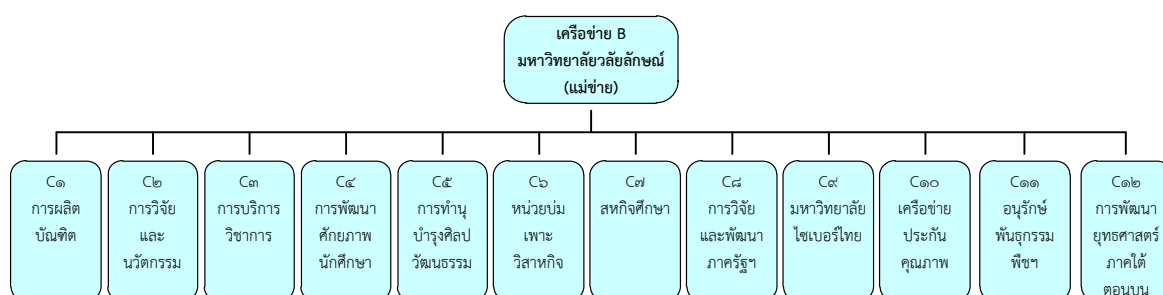 เครือข่าย B
มหาวิทยาลัยวลัยลักษณ์
(แม่ข่าย)
C๑
การผลิต
บัณฑิต
C๒
การวิจัย
และ
นวัตกรรม
C๓
การบริการ
วิชาการ
C๔
การพัฒนา
ศักยภาพ
นักศึกษา
C๕
การทำนุ
บำรุงศิลป
วัฒนธรรม
C๖
หน่วยบ่ม
เพาะ
วิสาหกิจ
C๗
สหกิจศึกษา
C๘
การวิจัย
และพัฒนา
ภาครัฐฯ
C๙
มหาวิทยาลัย
ไซเบอร์ไทย
C๑๐
เครือข่าย
ประกัน
คุณภาพ
C๑๑
อนุรักษ์
พันธุกรรม
พืชฯ
C๑๒
การพัฒนา
ยุทธศาสตร์
ภาคใต้
ตอนบน